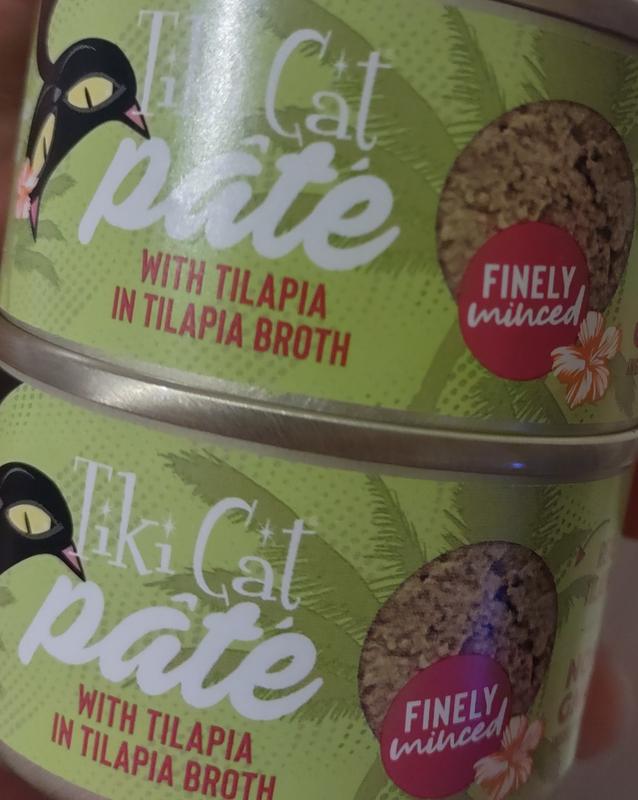 Tiki Cat
pâté
WITH TILAPIA
IN TILAPIA BROTH
FINELY
minced
Tiki Cat
pâté
WITH TILAPIA
IN TILAPIA BROTH
FINELY
minced